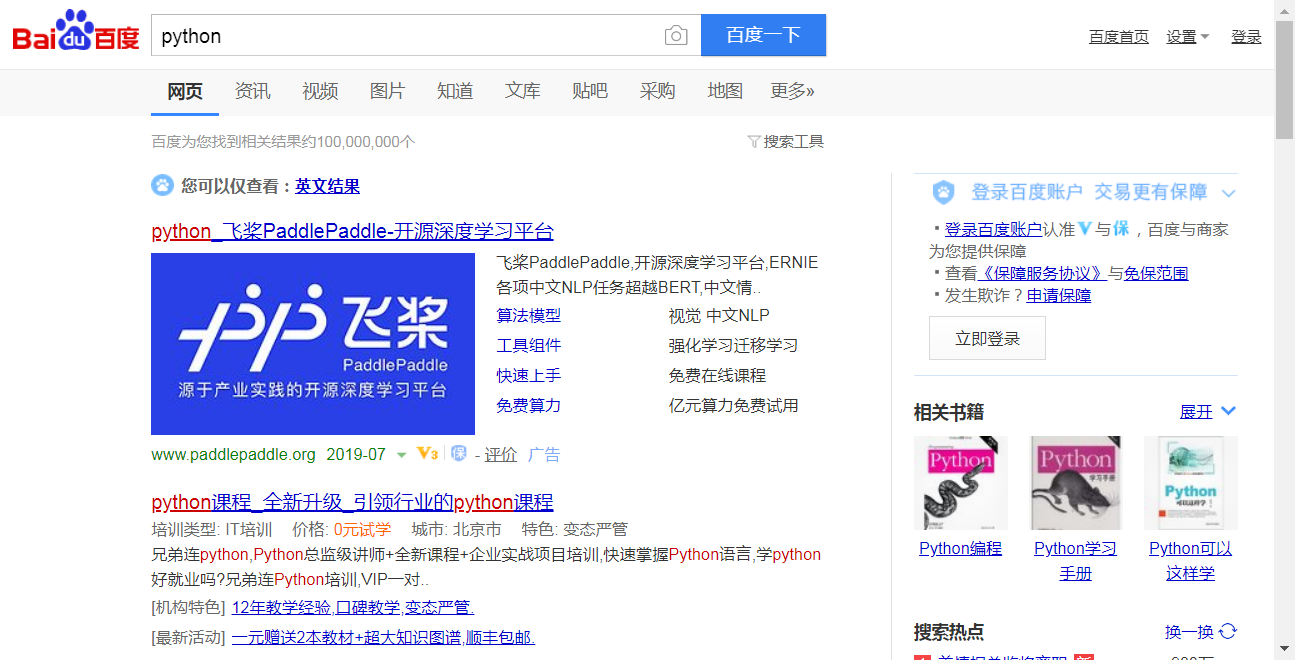 Bai du 百度
python
百度一下
百度首页 设置 登录
网页 资讯 视频 图片 知道 文库 贴吧 采购 地图 更多»
百度为您找到相关结果约100,000,000个
搜索工具
您可以仅查看：英文结果
python_飞桨PaddlePaddle-开源深度学习平台
飞桨
PaddlePaddle
源于产业实践的开源深度学习平台
飞桨PaddlePaddle,开源深度学习平台,ERNIE
各项中文NLP任务超越BERT,中文情..
算法模型 视觉 中文NLP
工具组件 强化学习迁移学习
快速上手 免费在线课程
免费算力 亿元算力免费试用
www.paddlepaddle.org 2019-07 V3 保 - 评价 广告
python课程_全新升级_引领行业的python课程
培训类型: IT培训 价格: 0元试学 城市: 北京市 特色: 变态严管
兄弟连python,Python总监级讲师+全新课程+企业实战项目培训,快速掌握Python语言,学python
好就业吗?兄弟连Python培训,VIP一对..
[机构特色] 12年教学经验,口碑教学,变态严管.
[最新活动] 一元赠送2本教材+超大知识图谱,顺丰包邮.
登录百度账户 交易更有保障
·登录百度账户认准V与保，百度与商家
为您提供保障
·查看《保障服务协议》与免保范围
·发生欺诈？申请保障
立即登录
相关书籍 展开
Python
Python
学习手册
Python
可以这样学
Python编程
Python学习
手册
Python可以
这样学
搜索热点 换一换